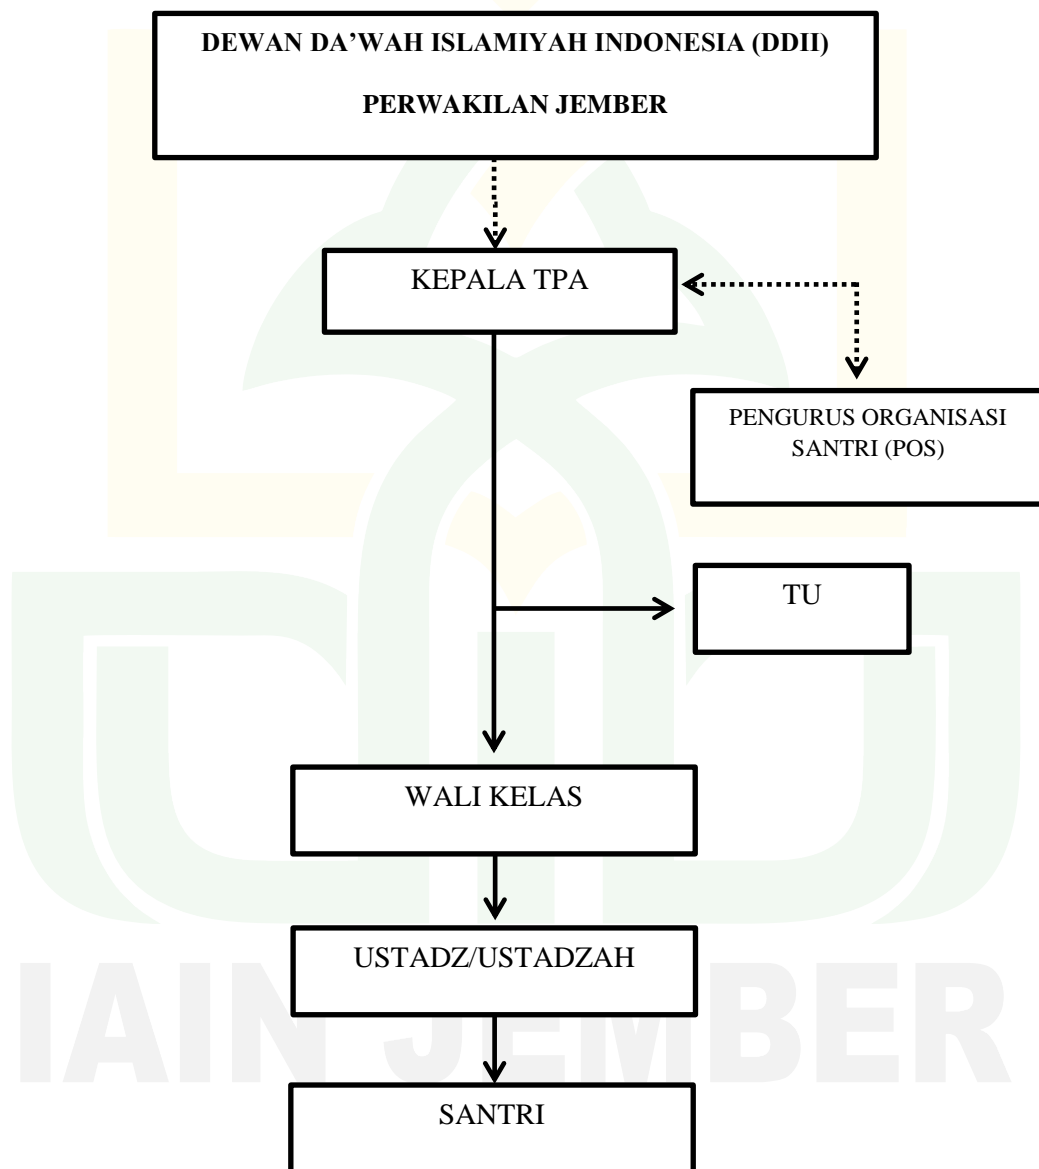 DEWAN DA’WAH ISLAMIYAH INDONESIA (DDII)
PERWAKILAN JEMBER
KEPALA TPA
PENGURUS ORGANISASI
SANTRI (POS)
TU
WALI KELAS
USTADZ/USTADZAH
IAIN JEMBER
SANTRI